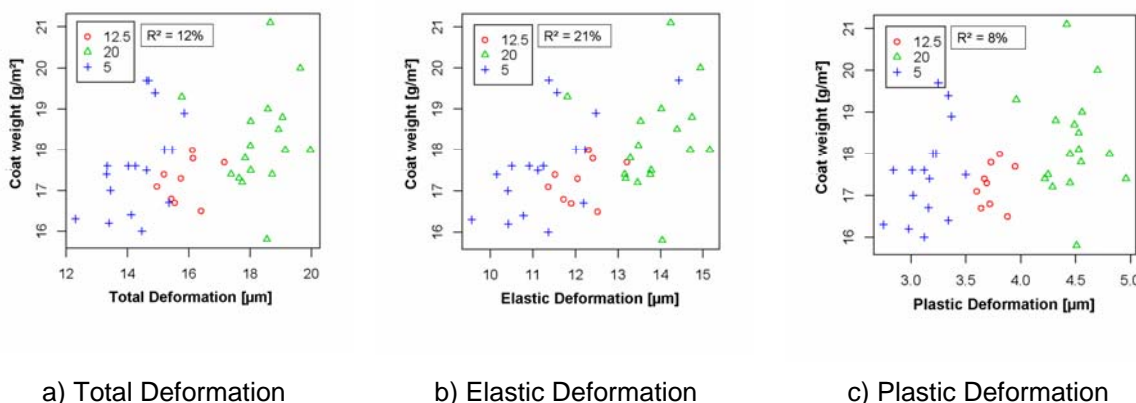 Coat weight [g/m²]
21
20
19
18
17
16
12.5
20
5
R² = 12%
12 14 16 18 20
Total Deformation [µm]
a) Total Deformation
Coat weight [g/m²]
21
20
19
18
17
16
12.5
20
5
R² = 21%
10 11 12 13 14 15
Elastic Deformation [µm]
b) Elastic Deformation
Coat weight [g/m²]
21
20
19
18
17
16
12.5
20
5
R² = 8%
3.0 3.5 4.0 4.5 5.0
Plastic Deformation [µm]
c) Plastic Deformation